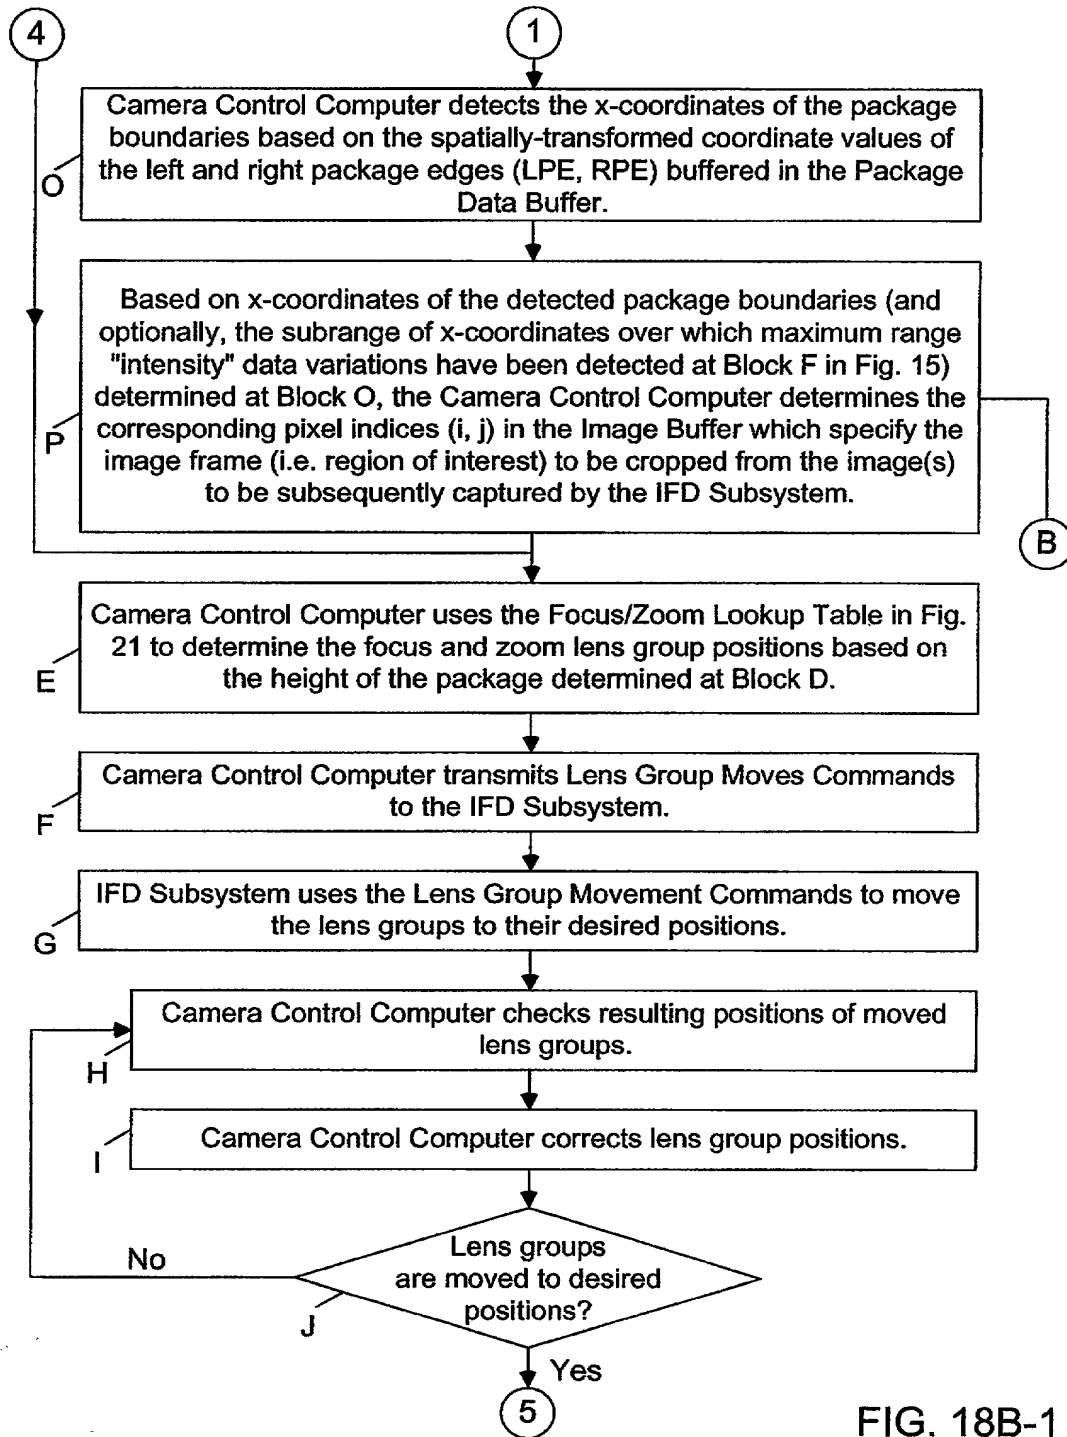 4
1
Camera Control Computer detects the x-coordinates of the package
boundaries based on the spatially-transformed coordinate values of
the left and right package edges (LPE, RPE) buffered in the Package
Data Buffer.
O
Based on x-coordinates of the detected package boundaries (and
optionally, the subrange of x-coordinates over which maximum range
"intensity" data variations have been detected at Block F in Fig. 15)
determined at Block O, the Camera Control Computer determines the
corresponding pixel indices (i, j) in the Image Buffer which specify the
image frame (i.e. region of interest) to be cropped from the image(s)
to be subsequently captured by the IFD Subsystem.
P
B
Camera Control Computer uses the Focus/Zoom Lookup Table in Fig.
21 to determine the focus and zoom lens group positions based on
the height of the package determined at Block D.
E
Camera Control Computer transmits Lens Group Moves Commands
to the IFD Subsystem.
F
IFD Subsystem uses the Lens Group Movement Commands to move
the lens groups to their desired positions.
G
Camera Control Computer checks resulting positions of moved
lens groups.
H
Camera Control Computer corrects lens group positions.
I
Lens groups
are moved to desired
positions?
No
J
Yes
5
FIG. 18B-1